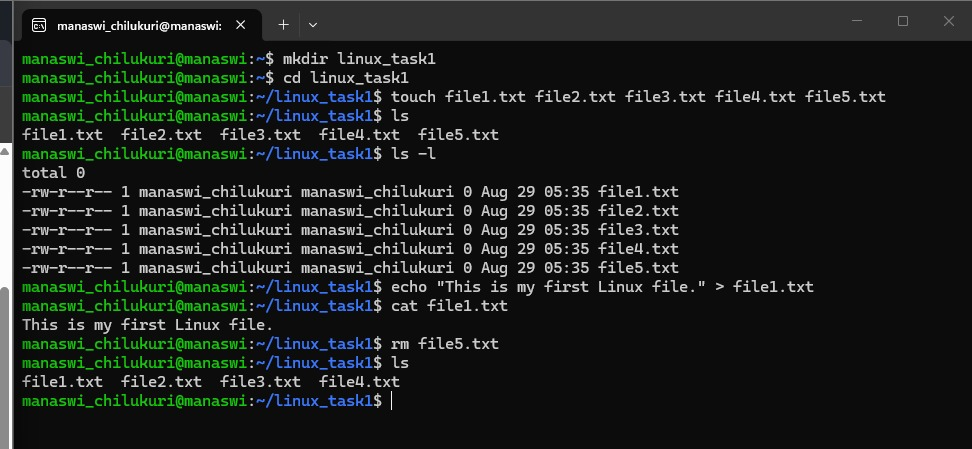 manaswi_chilukuri@manaswi:
manaswi_chilukuri@manaswi:~$ mkdir linux_task1
manaswi_chilukuri@manaswi:~$ cd linux_task1
manaswi_chilukuri@manaswi:~/linux_task1$ touch file1.txt file2.txt file3.txt file4.txt file5.txt
manaswi_chilukuri@manaswi:~/linux_task1$ ls
file1.txt  file2.txt  file3.txt  file4.txt  file5.txt
manaswi_chilukuri@manaswi:~/linux_task1$ ls -l
total 0
-rw-r--r-- 1 manaswi_chilukuri manaswi_chilukuri 0 Aug 29 05:35 file1.txt
-rw-r--r-- 1 manaswi_chilukuri manaswi_chilukuri 0 Aug 29 05:35 file2.txt
-rw-r--r-- 1 manaswi_chilukuri manaswi_chilukuri 0 Aug 29 05:35 file3.txt
-rw-r--r-- 1 manaswi_chilukuri manaswi_chilukuri 0 Aug 29 05:35 file4.txt
-rw-r--r-- 1 manaswi_chilukuri manaswi_chilukuri 0 Aug 29 05:35 file5.txt
manaswi_chilukuri@manaswi:~/linux_task1$ echo "This is my first Linux file." > file1.txt
manaswi_chilukuri@manaswi:~/linux_task1$ cat file1.txt
This is my first Linux file.
manaswi_chilukuri@manaswi:~/linux_task1$ rm file5.txt
manaswi_chilukuri@manaswi:~/linux_task1$ ls
file1.txt  file2.txt  file3.txt  file4.txt
manaswi_chilukuri@manaswi:~/linux_task1$